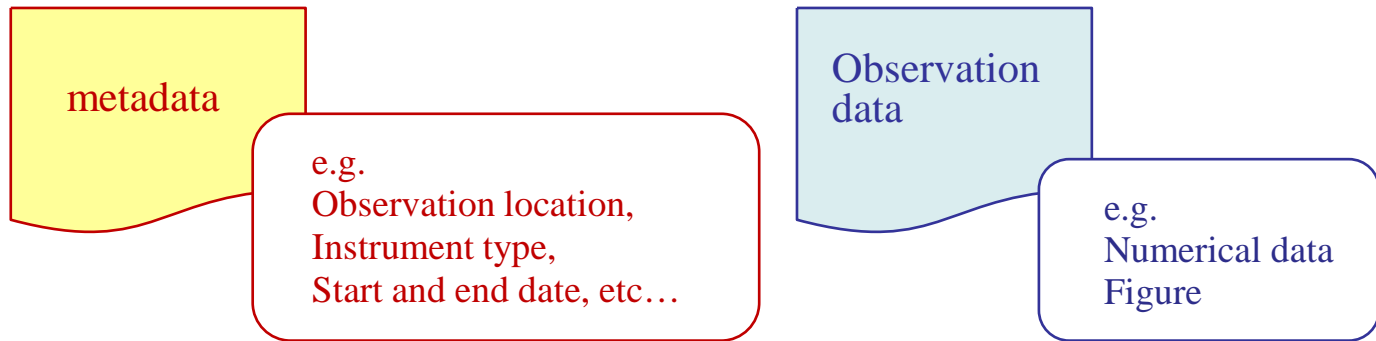 metadata
e.g.
Observation location,
Instrument type,
Start and end date, etc…
Observation
data
e.g.
Numerical data
Figure